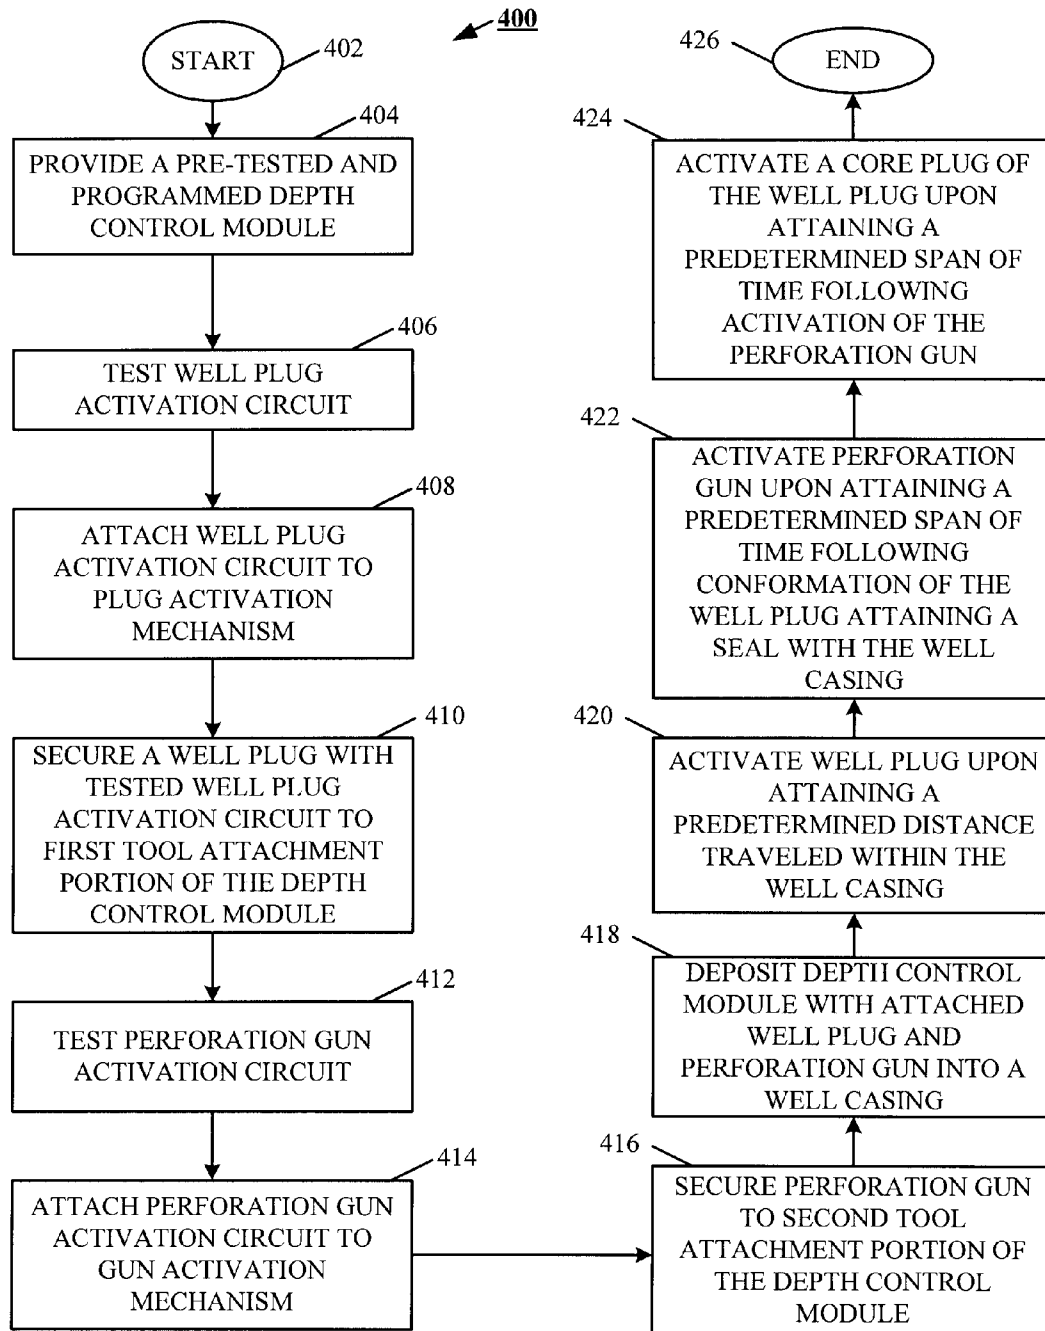 400
START
402
404
PROVIDE A PRE-TESTED AND
PROGRAMMED DEPTH
CONTROL MODULE
406
TEST WELL PLUG
ACTIVATION CIRCUIT
408
ATTACH WELL PLUG
ACTIVATION CIRCUIT TO
PLUG ACTIVATION
MECHANISM
410
SECURE A WELL PLUG WITH
TESTED WELL PLUG
ACTIVATION CIRCUIT TO
FIRST TOOL ATTACHMENT
PORTION OF THE DEPTH
CONTROL MODULE
412
TEST PERFORATION GUN
ACTIVATION CIRCUIT
414
ATTACH PERFORATION GUN
ACTIVATION CIRCUIT TO
GUN ACTIVATION
MECHANISM
416
SECURE PERFORATION GUN
TO SECOND TOOL
ATTACHMENT PORTION OF
THE DEPTH CONTROL
MODULE
418
DEPOSIT DEPTH CONTROL
MODULE WITH ATTACHED
WELL PLUG AND
PERFORATION GUN INTO A
WELL CASING
420
ACTIVATE WELL PLUG UPON
ATTAINING A
PREDETERMINED DISTANCE
TRAVELED WITHIN THE
WELL CASING
422
ACTIVATE PERFORATION
GUN UPON ATTAINING A
PREDETERMINED SPAN OF
TIME FOLLOWING
CONFORMATION OF THE
WELL PLUG ATTAINING A
SEAL WITH THE WELL
CASING
424
ACTIVATE A CORE PLUG OF
THE WELL PLUG UPON
ATTAINING A
PREDETERMINED SPAN OF
TIME FOLLOWING
ACTIVATION OF THE
PERFORATION GUN
426
END